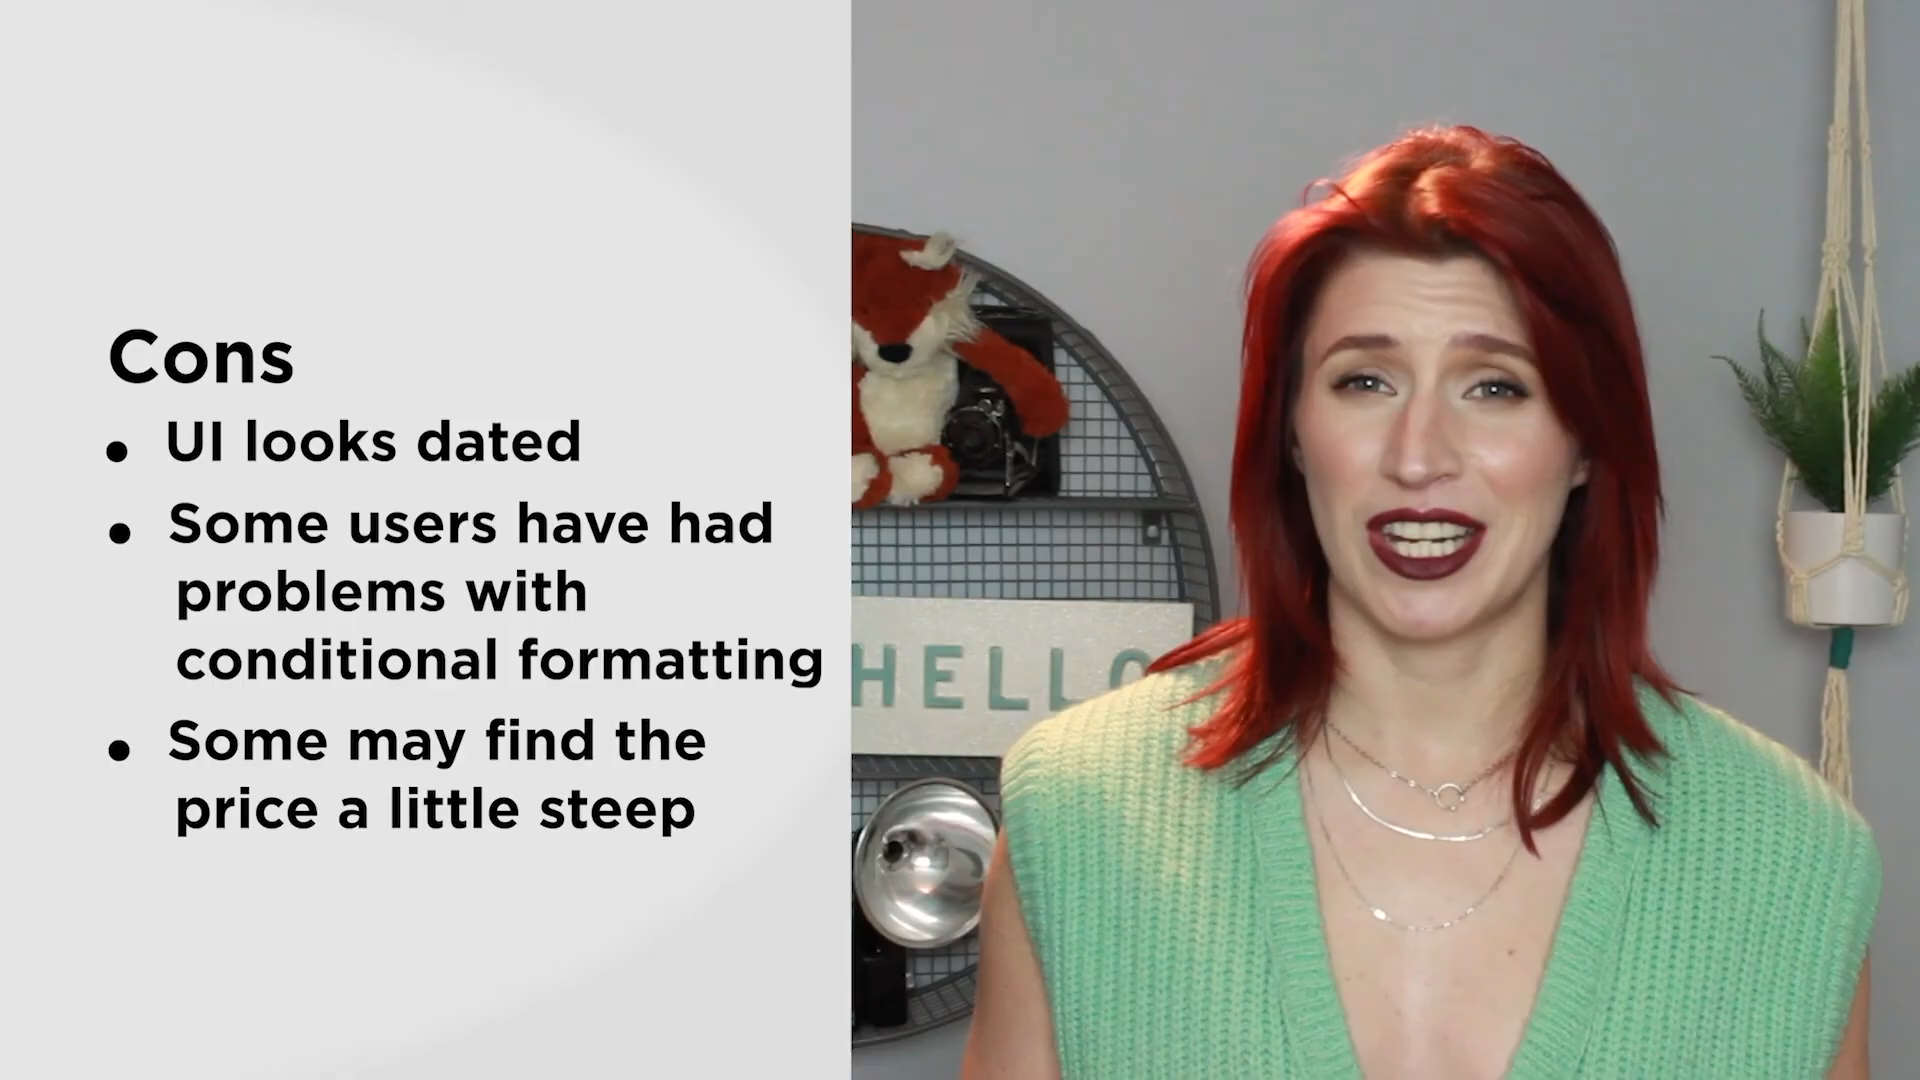 Cons
• UI looks dated
• Some users have had
problems with
conditional formatting
• Some may find the
price a little steep
HELLO